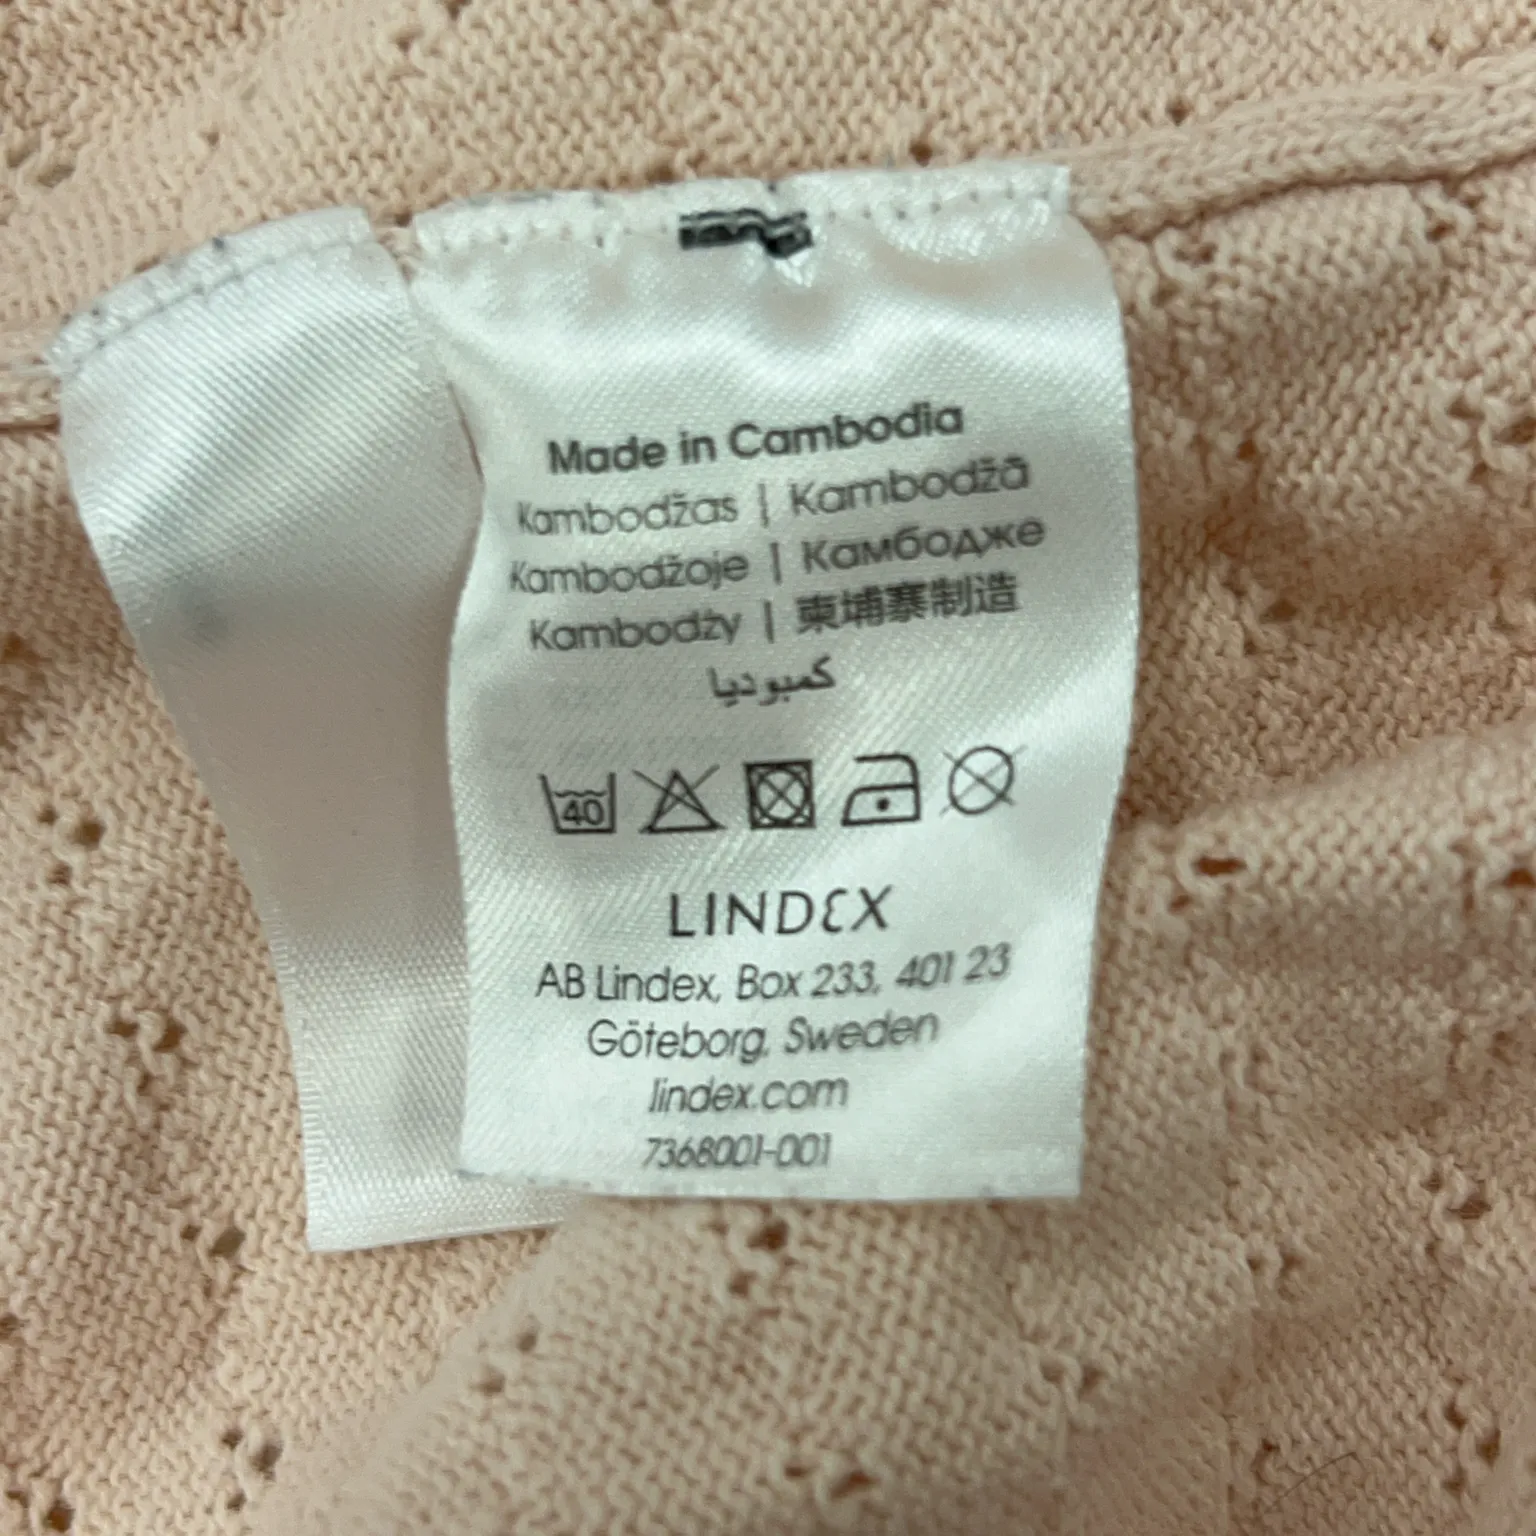 Made in Cambodia
Kambodžas | Kambodžā
Kambodžoje | Камбодже
Kambodży | 柬埔寨制造
كمبوديا
40
LINDEX
AB Lindex, Box 233, 401 23
Göteborg, Sweden
lindex.com
7368001-001